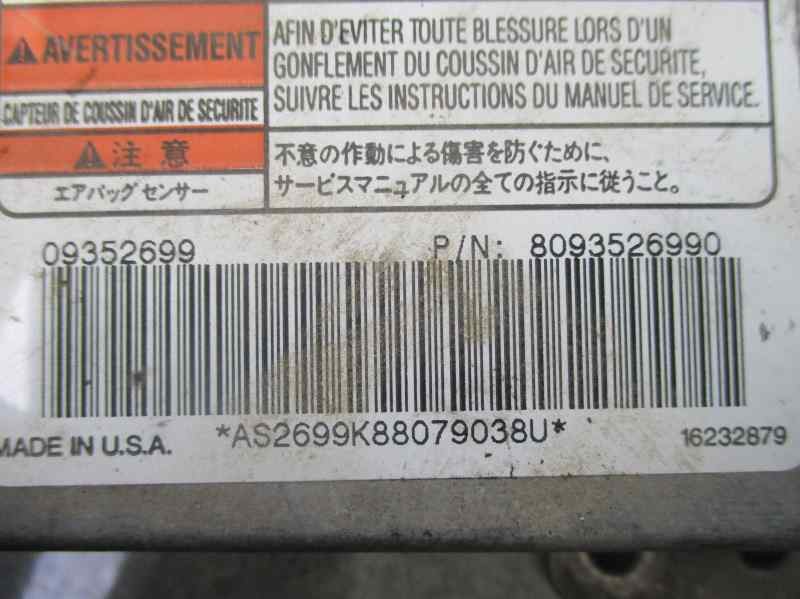 AVERTISSEMENT
AFIN D'EVITER TOUTE BLESSURE LORS D'UN
GONFLEMENT DU COUSSIN D'AIR DE SECURITE,
SUIVRE LES INSTRUCTIONS DU MANUEL DE SERVICE.
CAPTEUR DE COUSSIN D'AIR DE SECURITE
注意
エアバッグセンサー
不意の作動による傷害を防ぐために、
サービスマニュアルの全ての指示に従うこと。
09352699 P/N: 8093526990
*AS2699K88079038U*
MADE IN U.S.A. 16232879